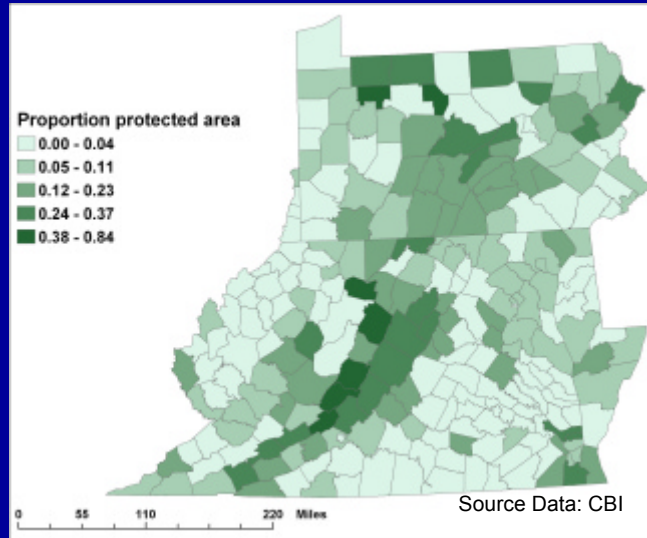 Proportion protected area
0.00 - 0.04
0.05 - 0.11
0.12 - 0.23
0.24 - 0.37
0.38 - 0.84
Source Data: CBI
0 55 110 220 Miles